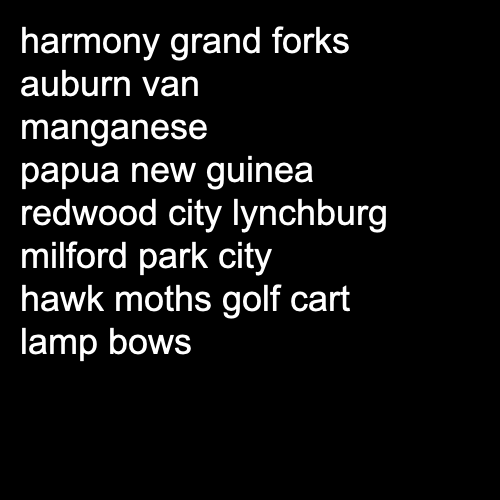 harmony grand forks
auburn van
manganese
papua new guinea
redwood city lynchburg
milford park city
hawk moths golf cart
lamp bows